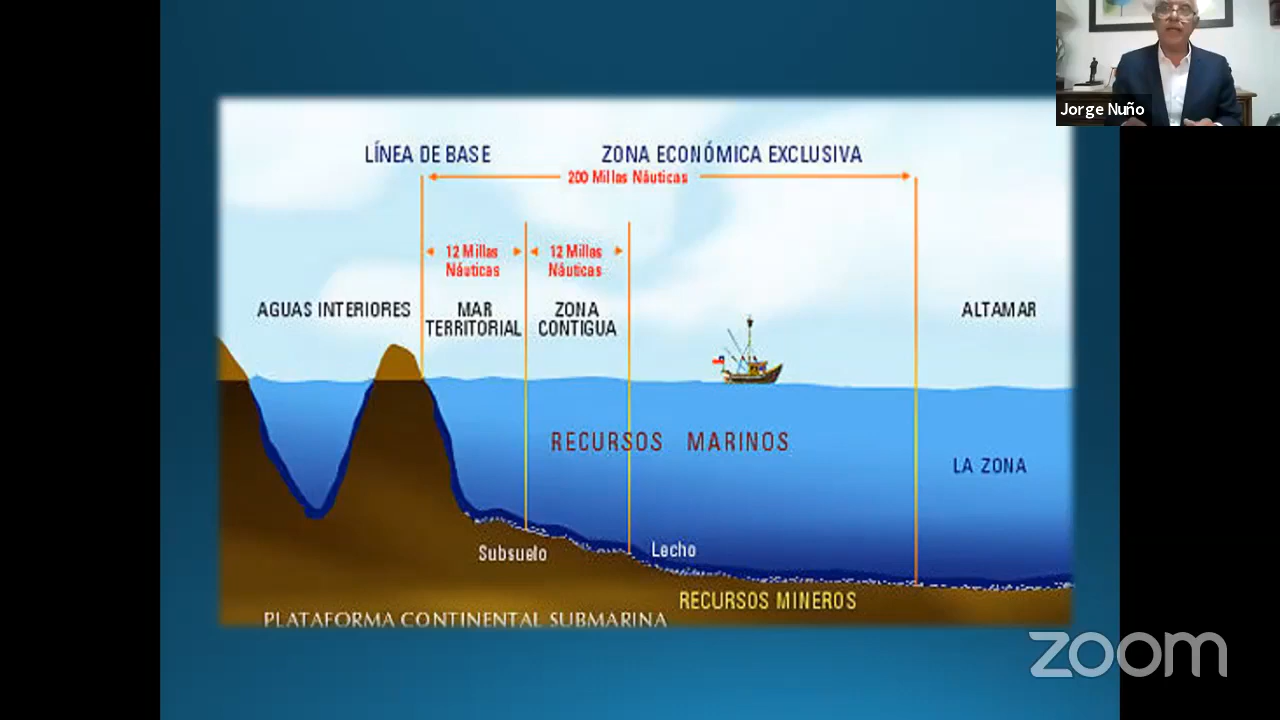 Jorge Nuño
LÍNEA DE BASE
ZONA ECONÓMICA EXCLUSIVA
200 Millas Náuticas
12 Millas
Náuticas
12 Millas
Náuticas
AGUAS INTERIORES
MAR
TERRITORIAL
ZONA
CONTIGUA
ALTAMAR
RECURSOS MARINOS
LA ZONA
Subsuelo
Lecho
RECURSOS MINEROS
PLATAFORMA CONTINENTAL SUBMARINA
zoom